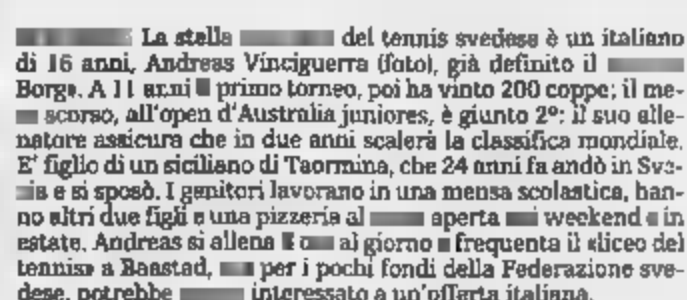 La stella del tennis svedese è un italiano
di 16 anni, Andreas Vinciguerra (foto), già definito il
Borg». A 11 anni primo torneo, poi ha vinto 200 coppe; il me-
scorso, all'open d'Australia juniores, è giunto 2°: il suo alle-
natore assicura che in due anni scalerà la classifica mondiale.
E' figlio di un siciliano di Taormina, che 24 anni fa andò in Sve-
e si sposò. I genitori lavorano in una mensa scolastica, han-
no altri due figli e una pizzeria al aperta weekend e in
estate. Andreas si allena al giorno frequenta il «liceo del
tennis» a Baastad, per i pochi fondi della Federazione sve-
dese, potrebbe interessato a un'offerta italiana.